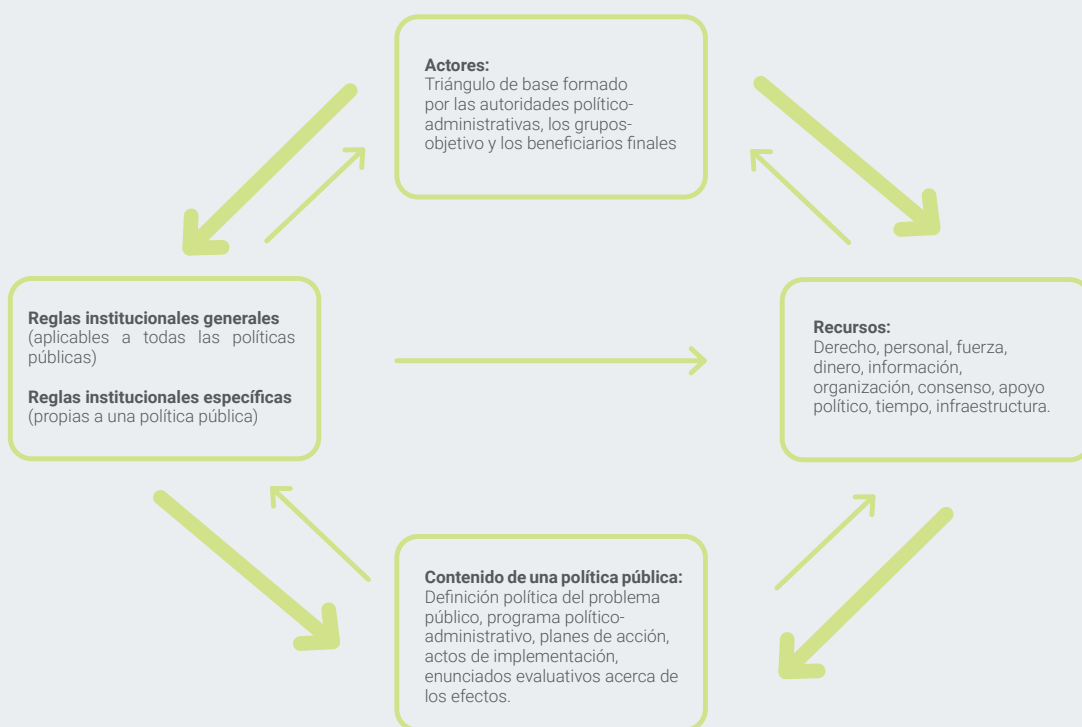 Actores:
Triángulo de base formado
por las autoridades político-
administrativas, los grupos-
objetivo y los beneficiarios finales
Reglas institucionales generales
(aplicables a todas las políticas
públicas)
Reglas institucionales específicas
(propias a una política pública)
Recursos:
Derecho, personal, fuerza,
dinero, información,
organización, consenso, apoyo
político, tiempo, infraestructura.
Contenido de una política pública:
Definición política del problema
público, programa político-
administrativo, planes de acción,
actos de implementación,
enunciados evaluativos acerca de
los efectos.